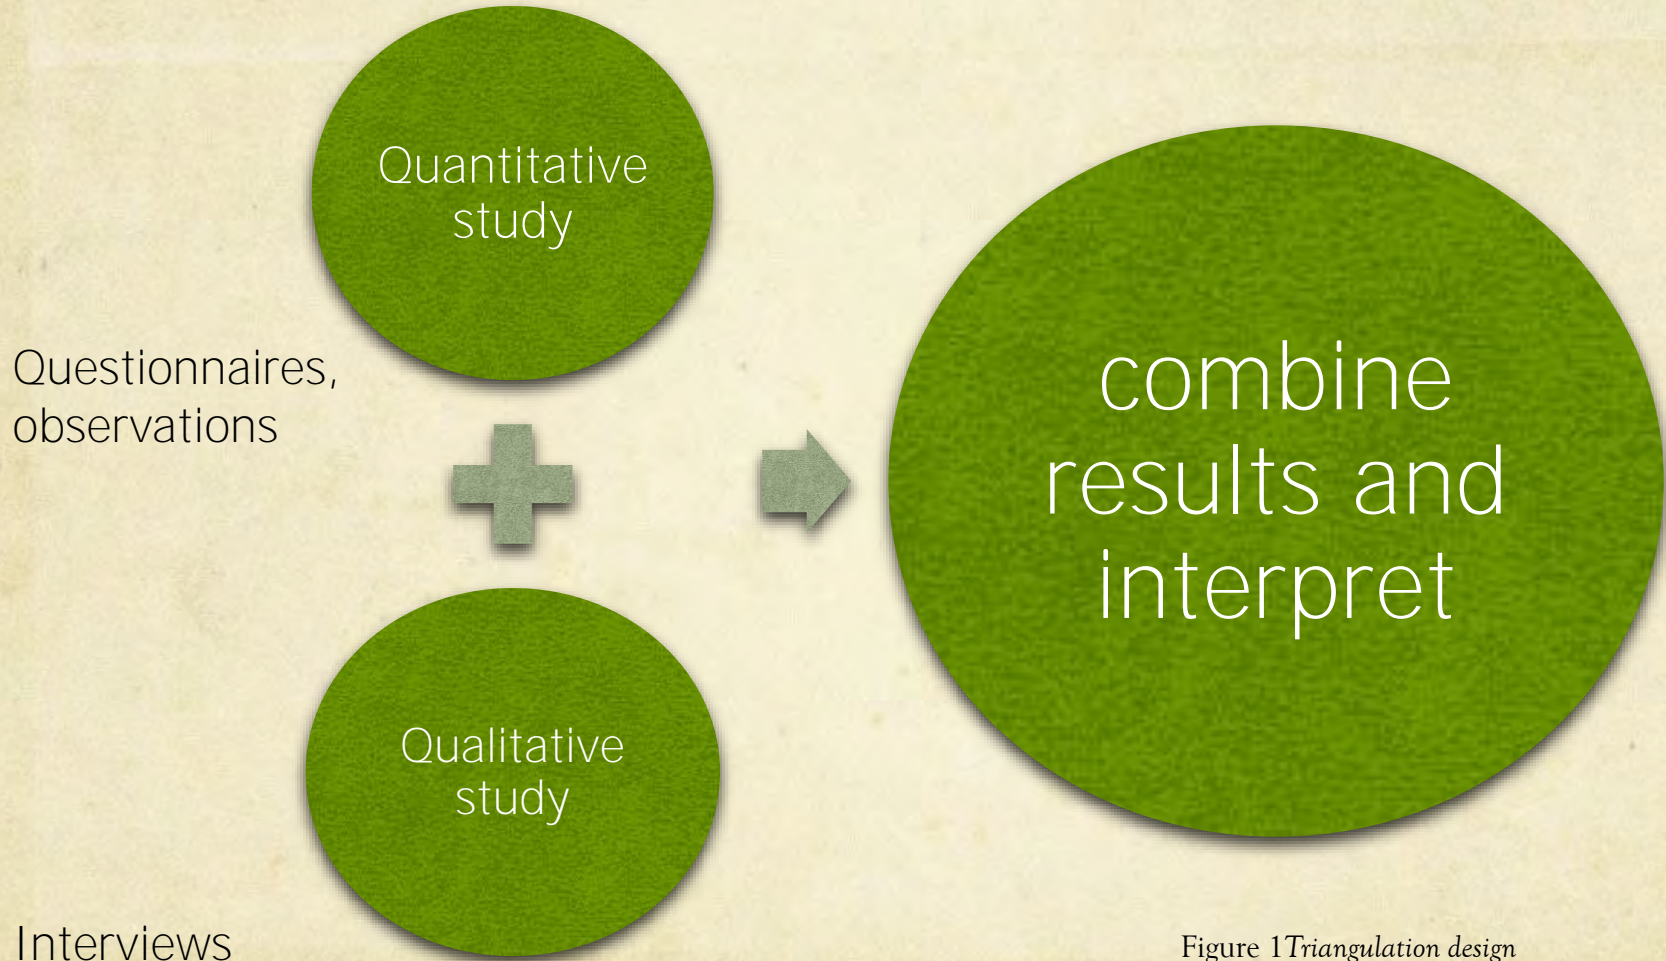 Quantitative
study
Questionnaires,
observations
combine
results and
interpret
Qualitative
study
Interviews
Figure 1Triangulation design